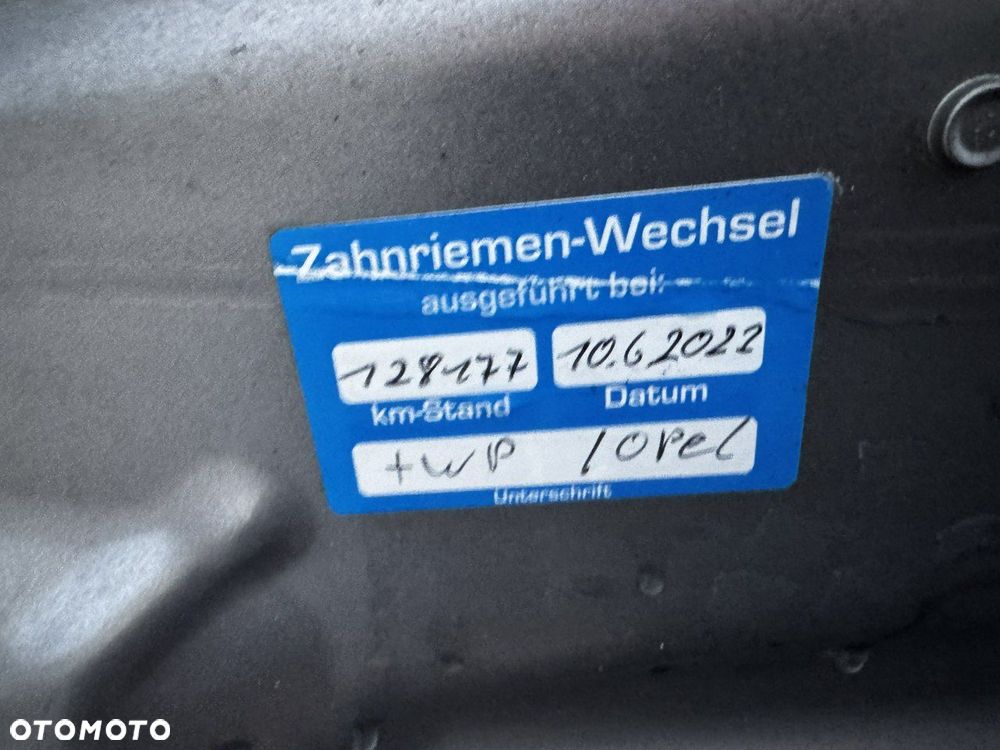 Zahnriemen-Wechsel
ausgeführt bei:
128177 10.6.2022
km-Stand Datum
+WP / Opel
Unterschrift
OTOMOTO